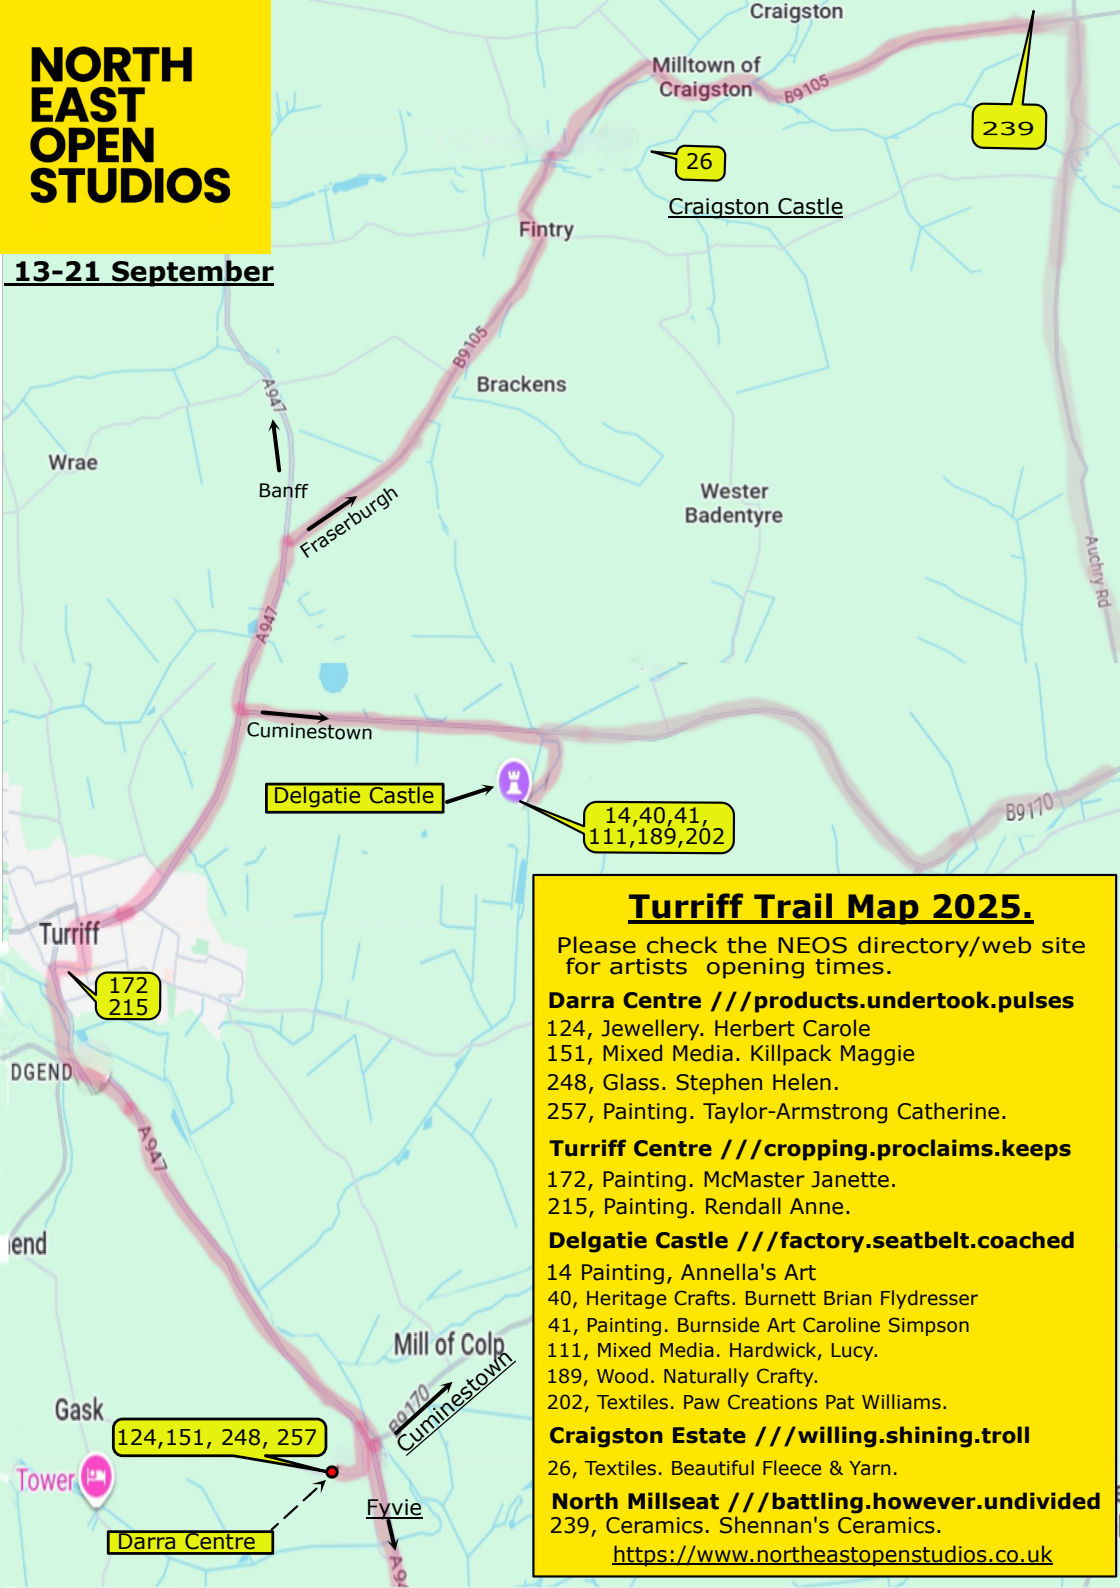 NORTH
EAST
OPEN
STUDIOS
13-21 September
Craigston
Milltown of
Craigston
B9105
239
26
Craigston Castle
Fintry
B9105
Brackens
A947
Wrae
Banff
Fraserburgh
Wester
Badentyre
Auchry Rd
A947
Cuminestown
Delgatie Castle
14,40,41,
111,189,202
B9170
Turriff
172
215
DGEND
A947
end
Mill of Colp
B9170
Cuminestown
Gask
124,151, 248, 257
Tower
Fyvie
Darra Centre
A94
Turriff Trail Map 2025.
Please check the NEOS directory/web site
for artists opening times.
Darra Centre ///products.undertook.pulses
124, Jewellery. Herbert Carole
151, Mixed Media. Killpack Maggie
248, Glass. Stephen Helen.
257, Painting. Taylor-Armstrong Catherine.
Turriff Centre ///cropping.proclaims.keeps
172, Painting. McMaster Janette.
215, Painting. Rendall Anne.
Delgatie Castle ///factory.seatbelt.coached
14 Painting, Annella's Art
40, Heritage Crafts. Burnett Brian Flydresser
41, Painting. Burnside Art Caroline Simpson
111, Mixed Media. Hardwick, Lucy.
189, Wood. Naturally Crafty.
202, Textiles. Paw Creations Pat Williams.
Craigston Estate ///willing.shining.troll
26, Textiles. Beautiful Fleece & Yarn.
North Millseat ///battling.however.undivided
239, Ceramics. Shennan's Ceramics.
https://www.northeastopenstudios.co.uk